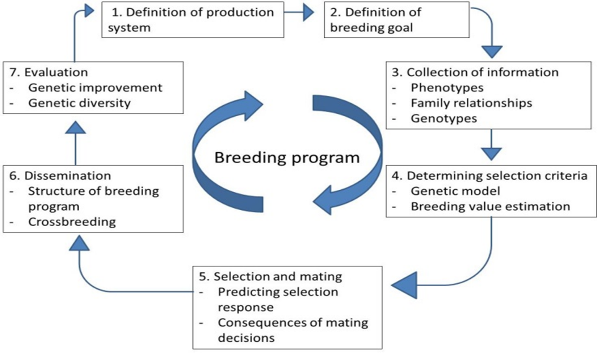 1. Definition of production
system
2. Definition of
breeding goal
3. Collection of information
- Phenotypes
- Family relationships
- Genotypes
4. Determining selection criteria
- Genetic model
- Breeding value estimation
5. Selection and mating
- Predicting selection
response
- Consequences of mating
decisions
6. Dissemination
- Structure of breeding
program
- Crossbreeding
7. Evaluation
- Genetic improvement
- Genetic diversity
Breeding program